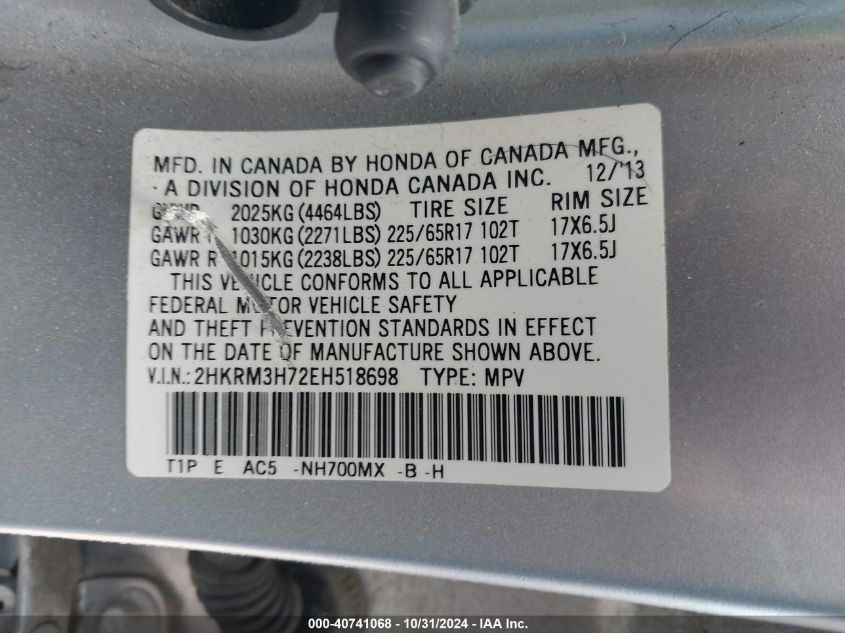 MFD. IN CANADA BY HONDA OF CANADA MFG.,
A DIVISION OF HONDA CANADA INC. 12/'13
2025KG (4464LBS) TIRE SIZE RIM SIZE
GAWR 1030KG (2271LBS) 225/65R17 102T 17X6.5J
GAWR R 1015KG (2238LBS) 225/65R17 102T 17X6.5J
THIS VEHICLE CONFORMS TO ALL APPLICABLE
FEDERAL MOTOR VEHICLE SAFETY
AND THEFT PREVENTION STANDARDS IN EFFECT
ON THE DATE OF MANUFACTURE SHOWN ABOVE.
V.I.N.: 2HKRM3H72EH518698 TYPE: MPV
T1P E AC5 -NH700MX -B -H
000-40741068 - 10/31/2024 - IAA Inc.